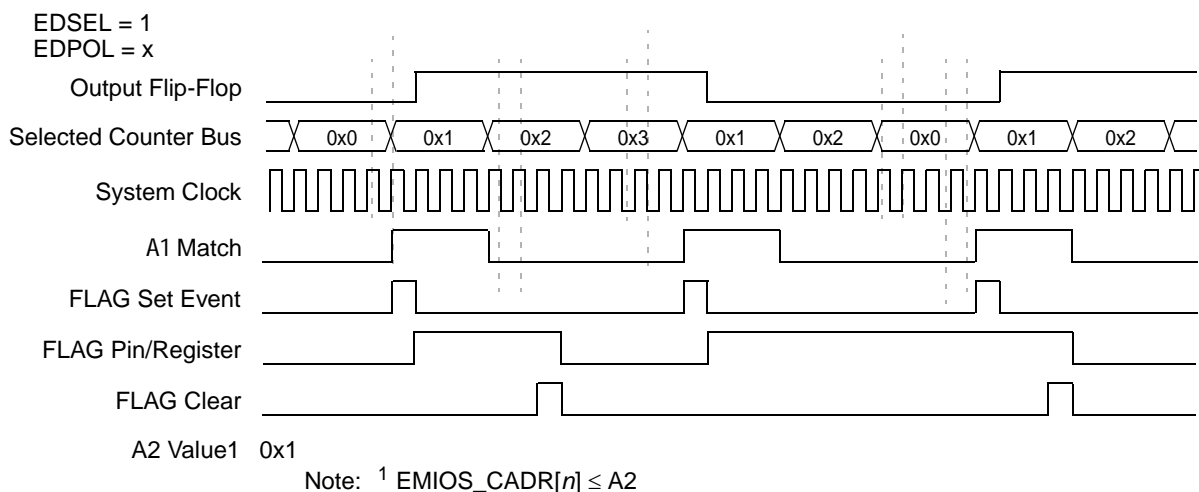 EDSEL = 1
EDPOL = x
Output Flip-Flop
Selected Counter Bus 0x0 0x1 0x2 0x3 0x1 0x2 0x0 0x1 0x2
System Clock
A1 Match
FLAG Set Event
FLAG Pin/Register
FLAG Clear
A2 Value1 0x1
Note: 1 EMIOS_CADR[n] ≤ A2